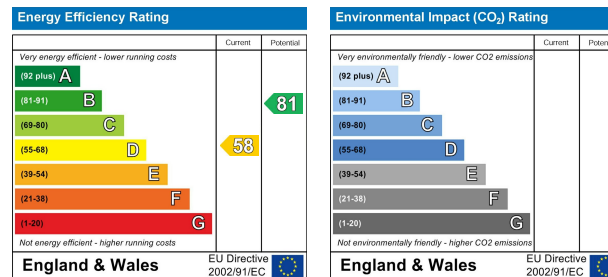 Energy Efficiency Rating
Current Potential
Very energy efficient - lower running costs
(92 plus) A
(81-91) B
81
(69-80) C
(55-68) D
58
(39-54) E
(21-38) F
(1-20) G
Not energy efficient - higher running costs
England & Wales
EU Directive
2002/91/EC
Environmental Impact (CO2) Rating
Current Poten
Very environmentally friendly - lower CO2 emissions
(92 plus) A
(81-91) B
(69-80) C
(55-68) D
(39-54) E
(21-38) F
(1-20) G
Not environmentally friendly - higher CO2 emissions
England & Wales
EU Directive
2002/91/EC